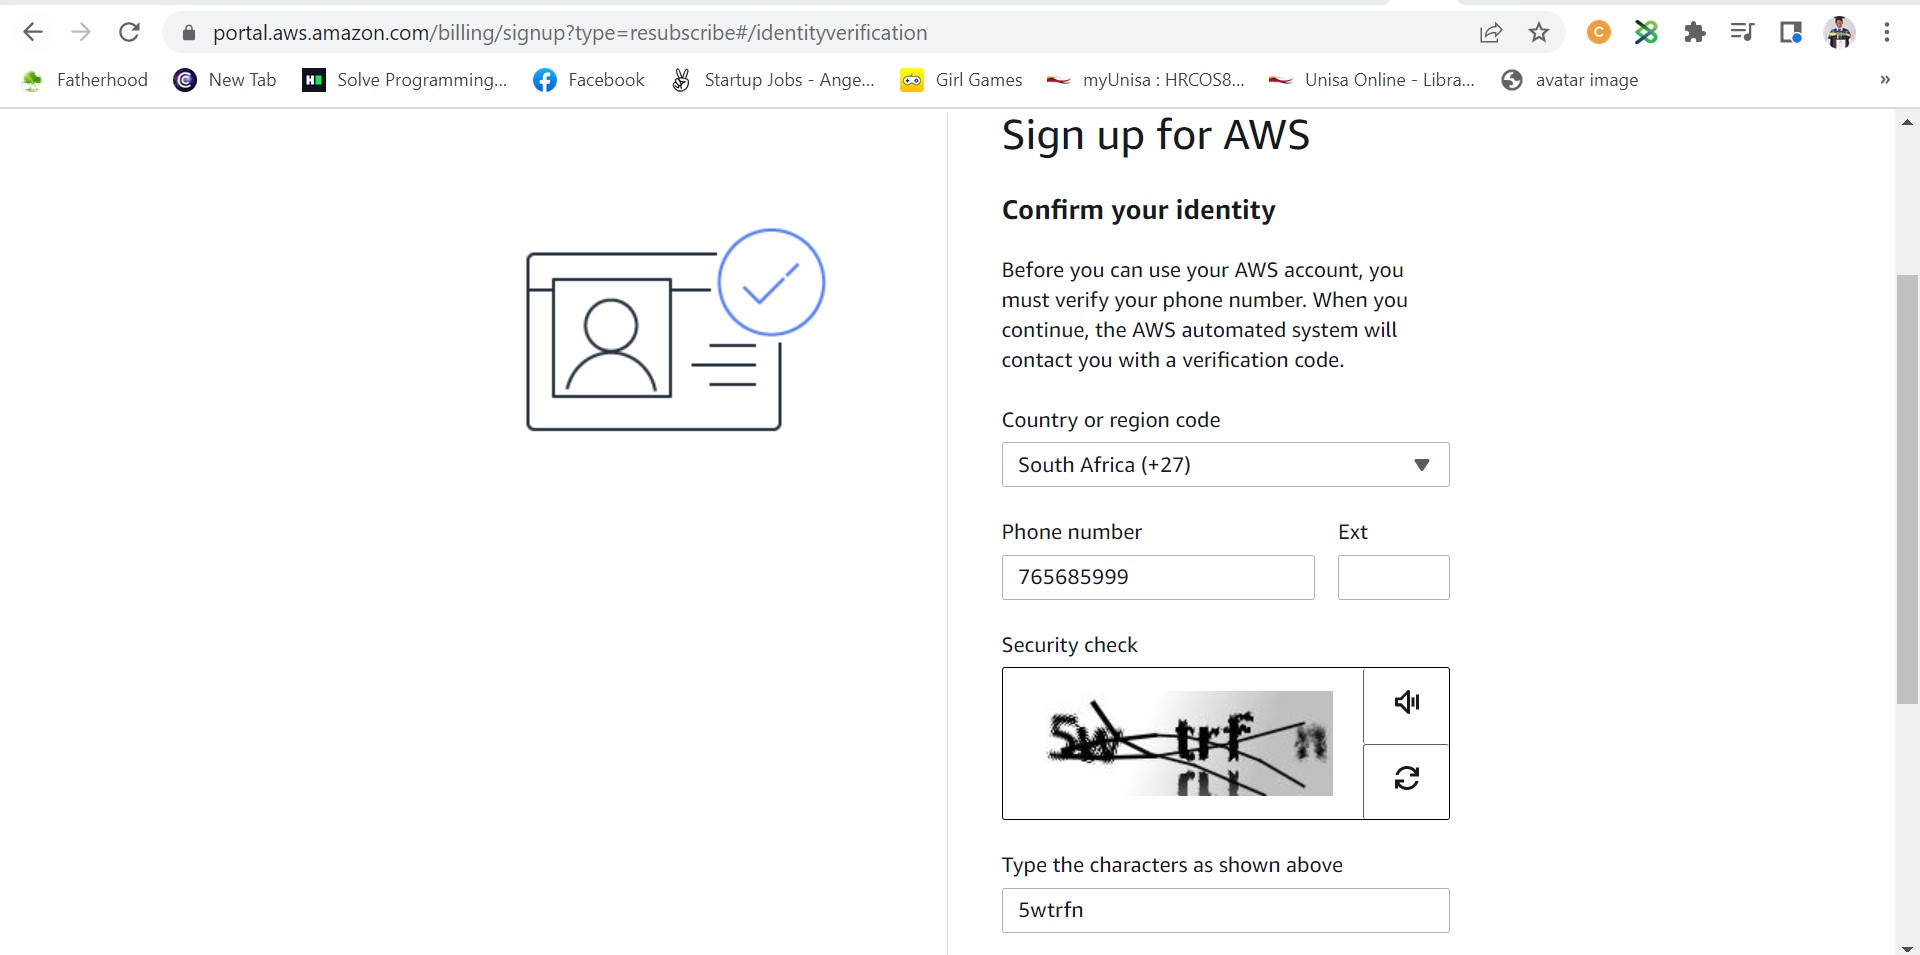 portal.aws.amazon.com/billing/signup?type=resubscribe#/identityverification
C
Fatherhood
New Tab
Solve Programming...
Facebook
Startup Jobs - Ange...
Girl Games
myUnisa : HRCOS8...
Unisa Online - Libra...
avatar image
»
Sign up for AWS
Confirm your identity
Before you can use your AWS account, you
must verify your phone number. When you
continue, the AWS automated system will
contact you with a verification code.
Country or region code
South Africa (+27)
Phone number
Ext
765685999
Security check
Type the characters as shown above
5wtrfn